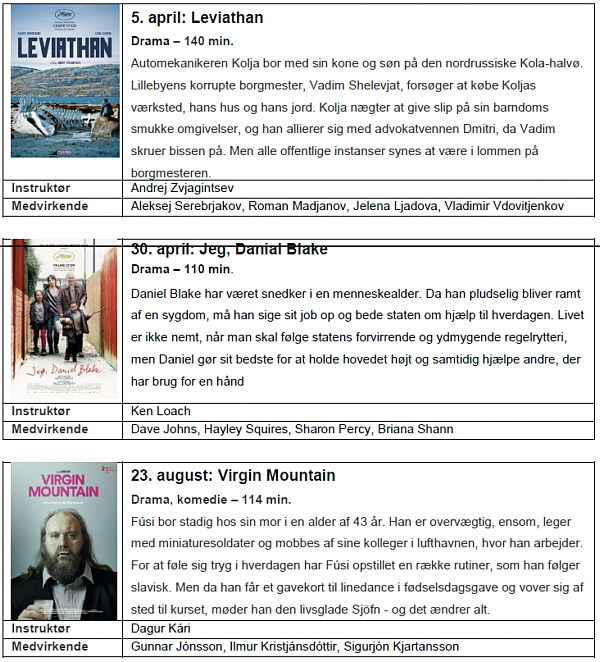 LEVIATHAN
5. april: Leviathan
Drama – 140 min.
Automekanikeren Kolja bor med sin kone og søn på den nordrussiske Kola-halvø.
Lillebyens korrupte borgmester, Vadim Shelevjat, forsøger at købe Koljas
værksted, hans hus og hans jord. Kolja nægter at give slip på sin barndoms
smukke omgivelser, og han allierer sig med advokatvennen Dmitri, da Vadim
skruer bissen på. Men alle offentlige instanser synes at være i lommen på
borgmesteren.
Instruktør Andrej Zvjagintsev
Medvirkende Aleksej Serebrjakov, Roman Madjanov, Jelena Ljadova, Vladimir Vdovitjenkov
Jeg, Daniel Blake
30. april: Jeg, Danial Blake
Drama – 110 min.
Daniel Blake har været snedker i en menneskealder. Da han pludselig bliver ramt
af en sygdom, må han sige sit job op og bede staten om hjælp til hverdagen. Livet
er ikke nemt, når man skal følge statens forvirrende og ydmygende regelrytteri,
men Daniel gør sit bedste for at holde hovedet højt og samtidig hjælpe andre, der
har brug for en hånd
Instruktør Ken Loach
Medvirkende Dave Johns, Hayley Squires, Sharon Percy, Briana Shann
VIRGIN
MOUNTAIN
23. august: Virgin Mountain
Drama, komedie – 114 min.
Fúsi bor stadig hos sin mor i en alder af 43 år. Han er overvægtig, ensom, leger
med miniaturesoldater og mobbes af sine kolleger i lufthavnen, hvor han arbejder.
For at føle sig tryg i hverdagen har Fúsi opstillet en række rutiner, som han følger
slavisk. Men da han får et gavekort til linedance i fødselsdagsgave og vover sig af
sted til kurset, møder han den livsglade Sjöfn - og det ændrer alt.
Instruktør Dagur Kári
Medvirkende Gunnar Jónsson, Ilmur Kristjánsdóttir, Sigurjón Kjartansson